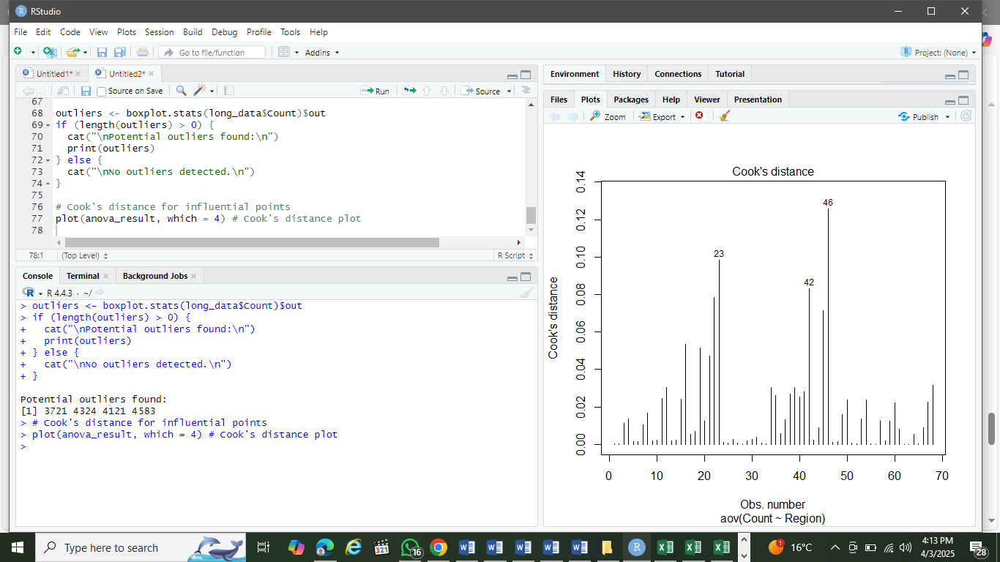 RStudio
File Edit Code View Plots Session Build Debug Profile Tools Help
Go to file/function
Addins
Project: (None)
Untitled1*
Untitled2*
Source on Save
Run
Source
67
68 outliers <- boxplot.stats(long_data$Count)$out
69 if (length(outliers) > 0) {
70 cat("\nPotential outliers found:\n")
71 print(outliers)
72 } else {
73 cat("\nNo outliers detected.\n")
74 }
75
76 # Cook's distance for influential points
77 plot(anova_result, which = 4) # Cook's distance plot
78
78:1 (Top Level) R Script
Console Terminal Background Jobs
R 4.4.3 · ~/
> outliers <- boxplot.stats(long_data$Count)$out
> if (length(outliers) > 0) {
+ cat("\nPotential outliers found:\n")
+ print(outliers)
+ } else {
+ cat("\nNo outliers detected.\n")
+ }
Potential outliers found:
[1] 3721 4324 4121 4583
> # Cook's distance for influential points
> plot(anova_result, which = 4) # Cook's distance plot
>
Environment History Connections Tutorial
Files Plots Packages Help Viewer Presentation
Zoom Export Publish
Cook's distance
46
23
42
Cook's distance
0.14
0.12
0.10
0.08
0.06
0.04
0.02
0.00
0 10 20 30 40 50 60 70
Obs. number
aov(Count ~ Region)
Type here to search
321
16
1
16°C
4:13 PM
4/3/2025
28